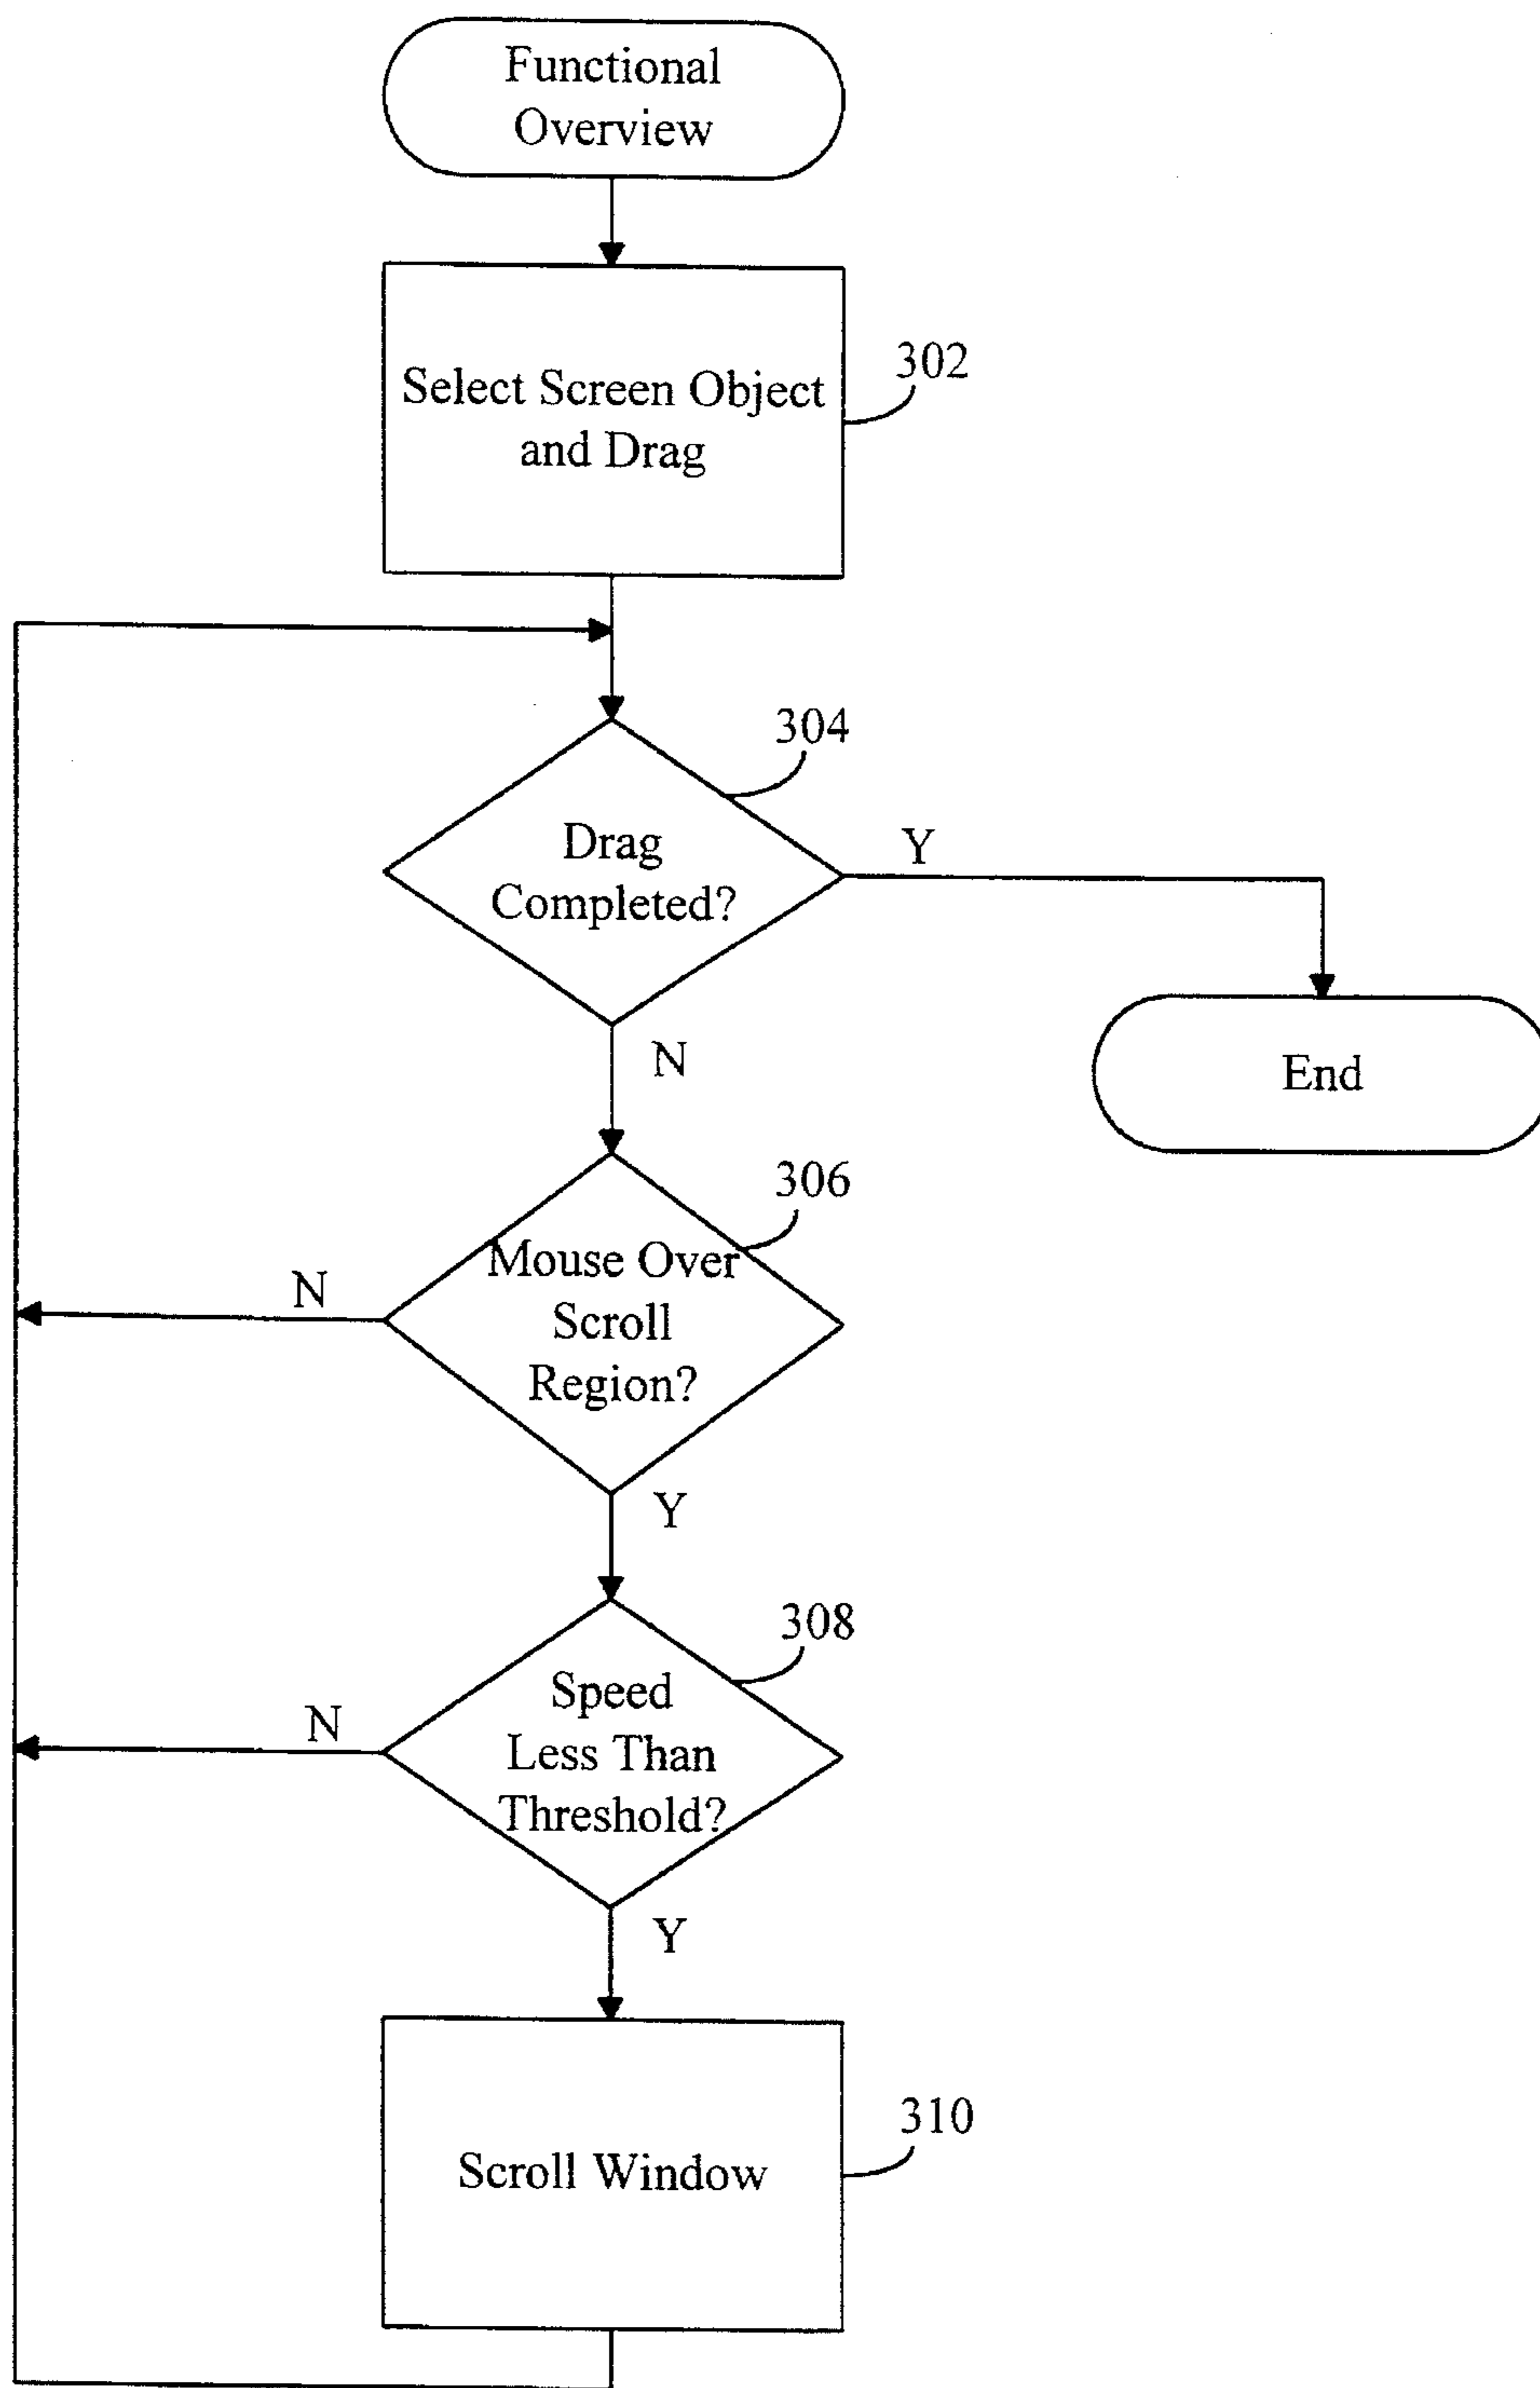 Functional
Overview
Select Screen Object
and Drag
302
304
Drag
Completed?
Y
N
End
306
Mouse Over
Scroll
Region?
N
Y
308
Speed
Less Than
Threshold?
N
Y
Scroll Window
310